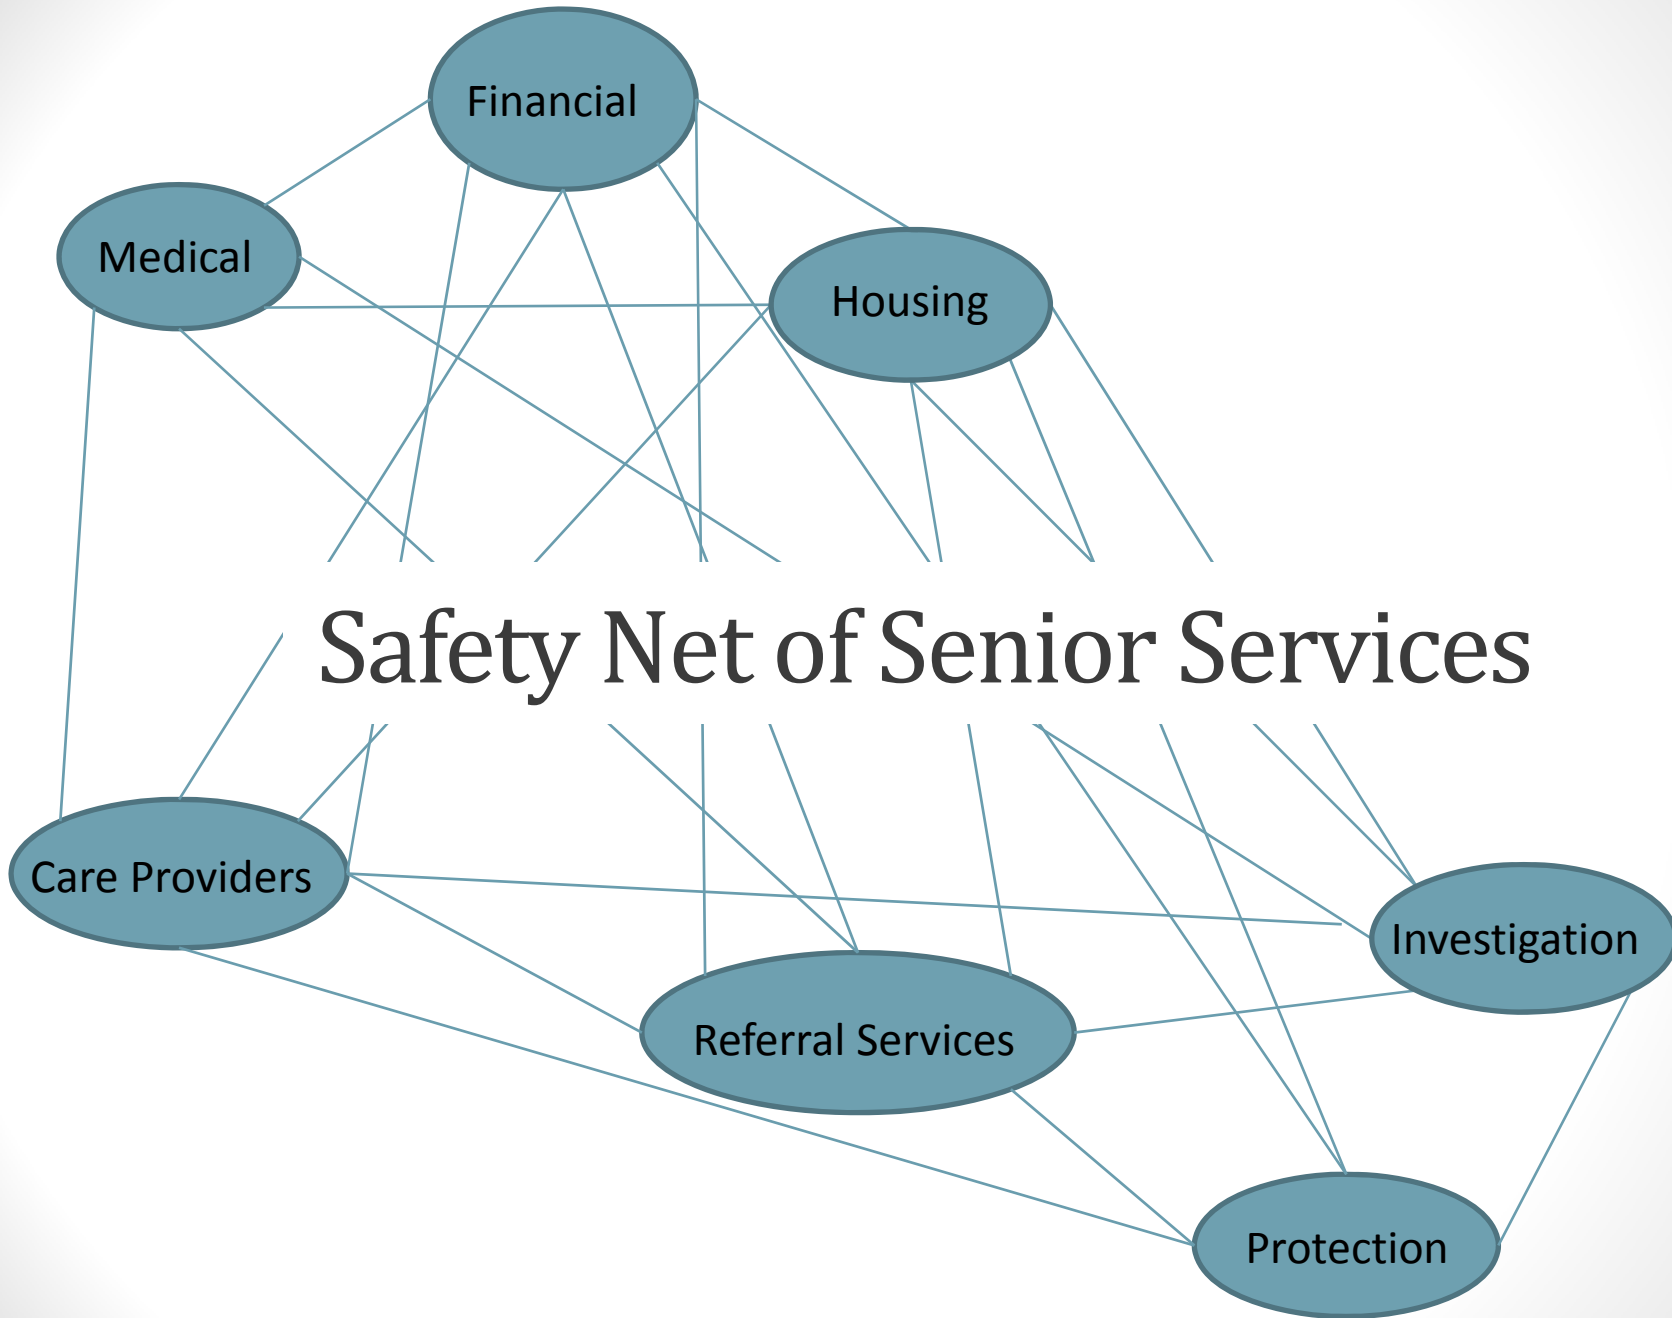 Financial
Medical
Housing
Safety Net of Senior Services
Care Providers
Investigation
Referral Services
Protection